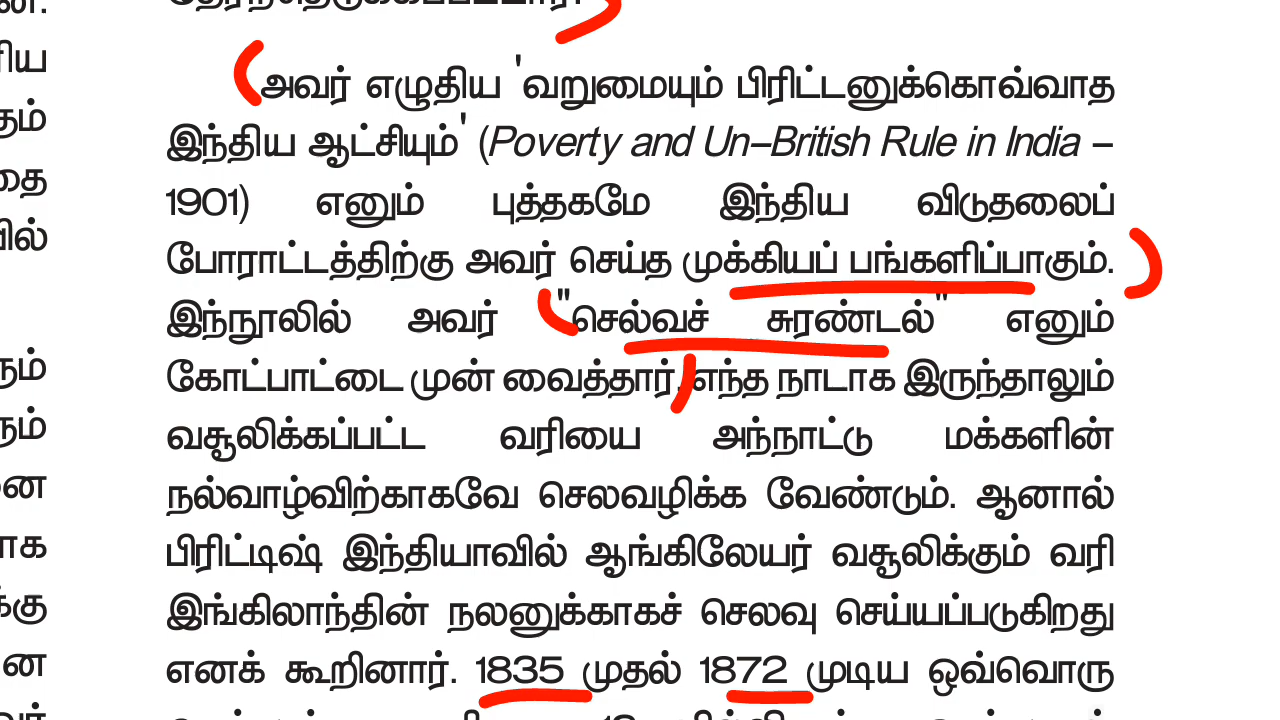 அவர் எழுதிய 'வறுமையும் பிரிட்டனுக்கொவ்வாத
இந்திய ஆட்சியும்' (Poverty and Un–British Rule in India –
1901) எனும் புத்தகமே இந்திய விடுதலைப்
போராட்டத்திற்கு அவர் செய்த முக்கியப் பங்களிப்பாகும்.
இந்நூலில் அவர் "செல்வச் சுரண்டல்" எனும்
கோட்பாட்டை முன் வைத்தார். எந்த நாடாக இருந்தாலும்
வசூலிக்கப்பட்ட வரியை அந்நாட்டு மக்களின்
நல்வாழ்விற்காகவே செலவழிக்க வேண்டும். ஆனால்
பிரிட்டிஷ் இந்தியாவில் ஆங்கிலேயர் வசூலிக்கும் வரி
இங்கிலாந்தின் நலனுக்காகச் செலவு செய்யப்படுகிறது
எனக் கூறினார். 1835 முதல் 1872 முடிய ஒவ்வொரு